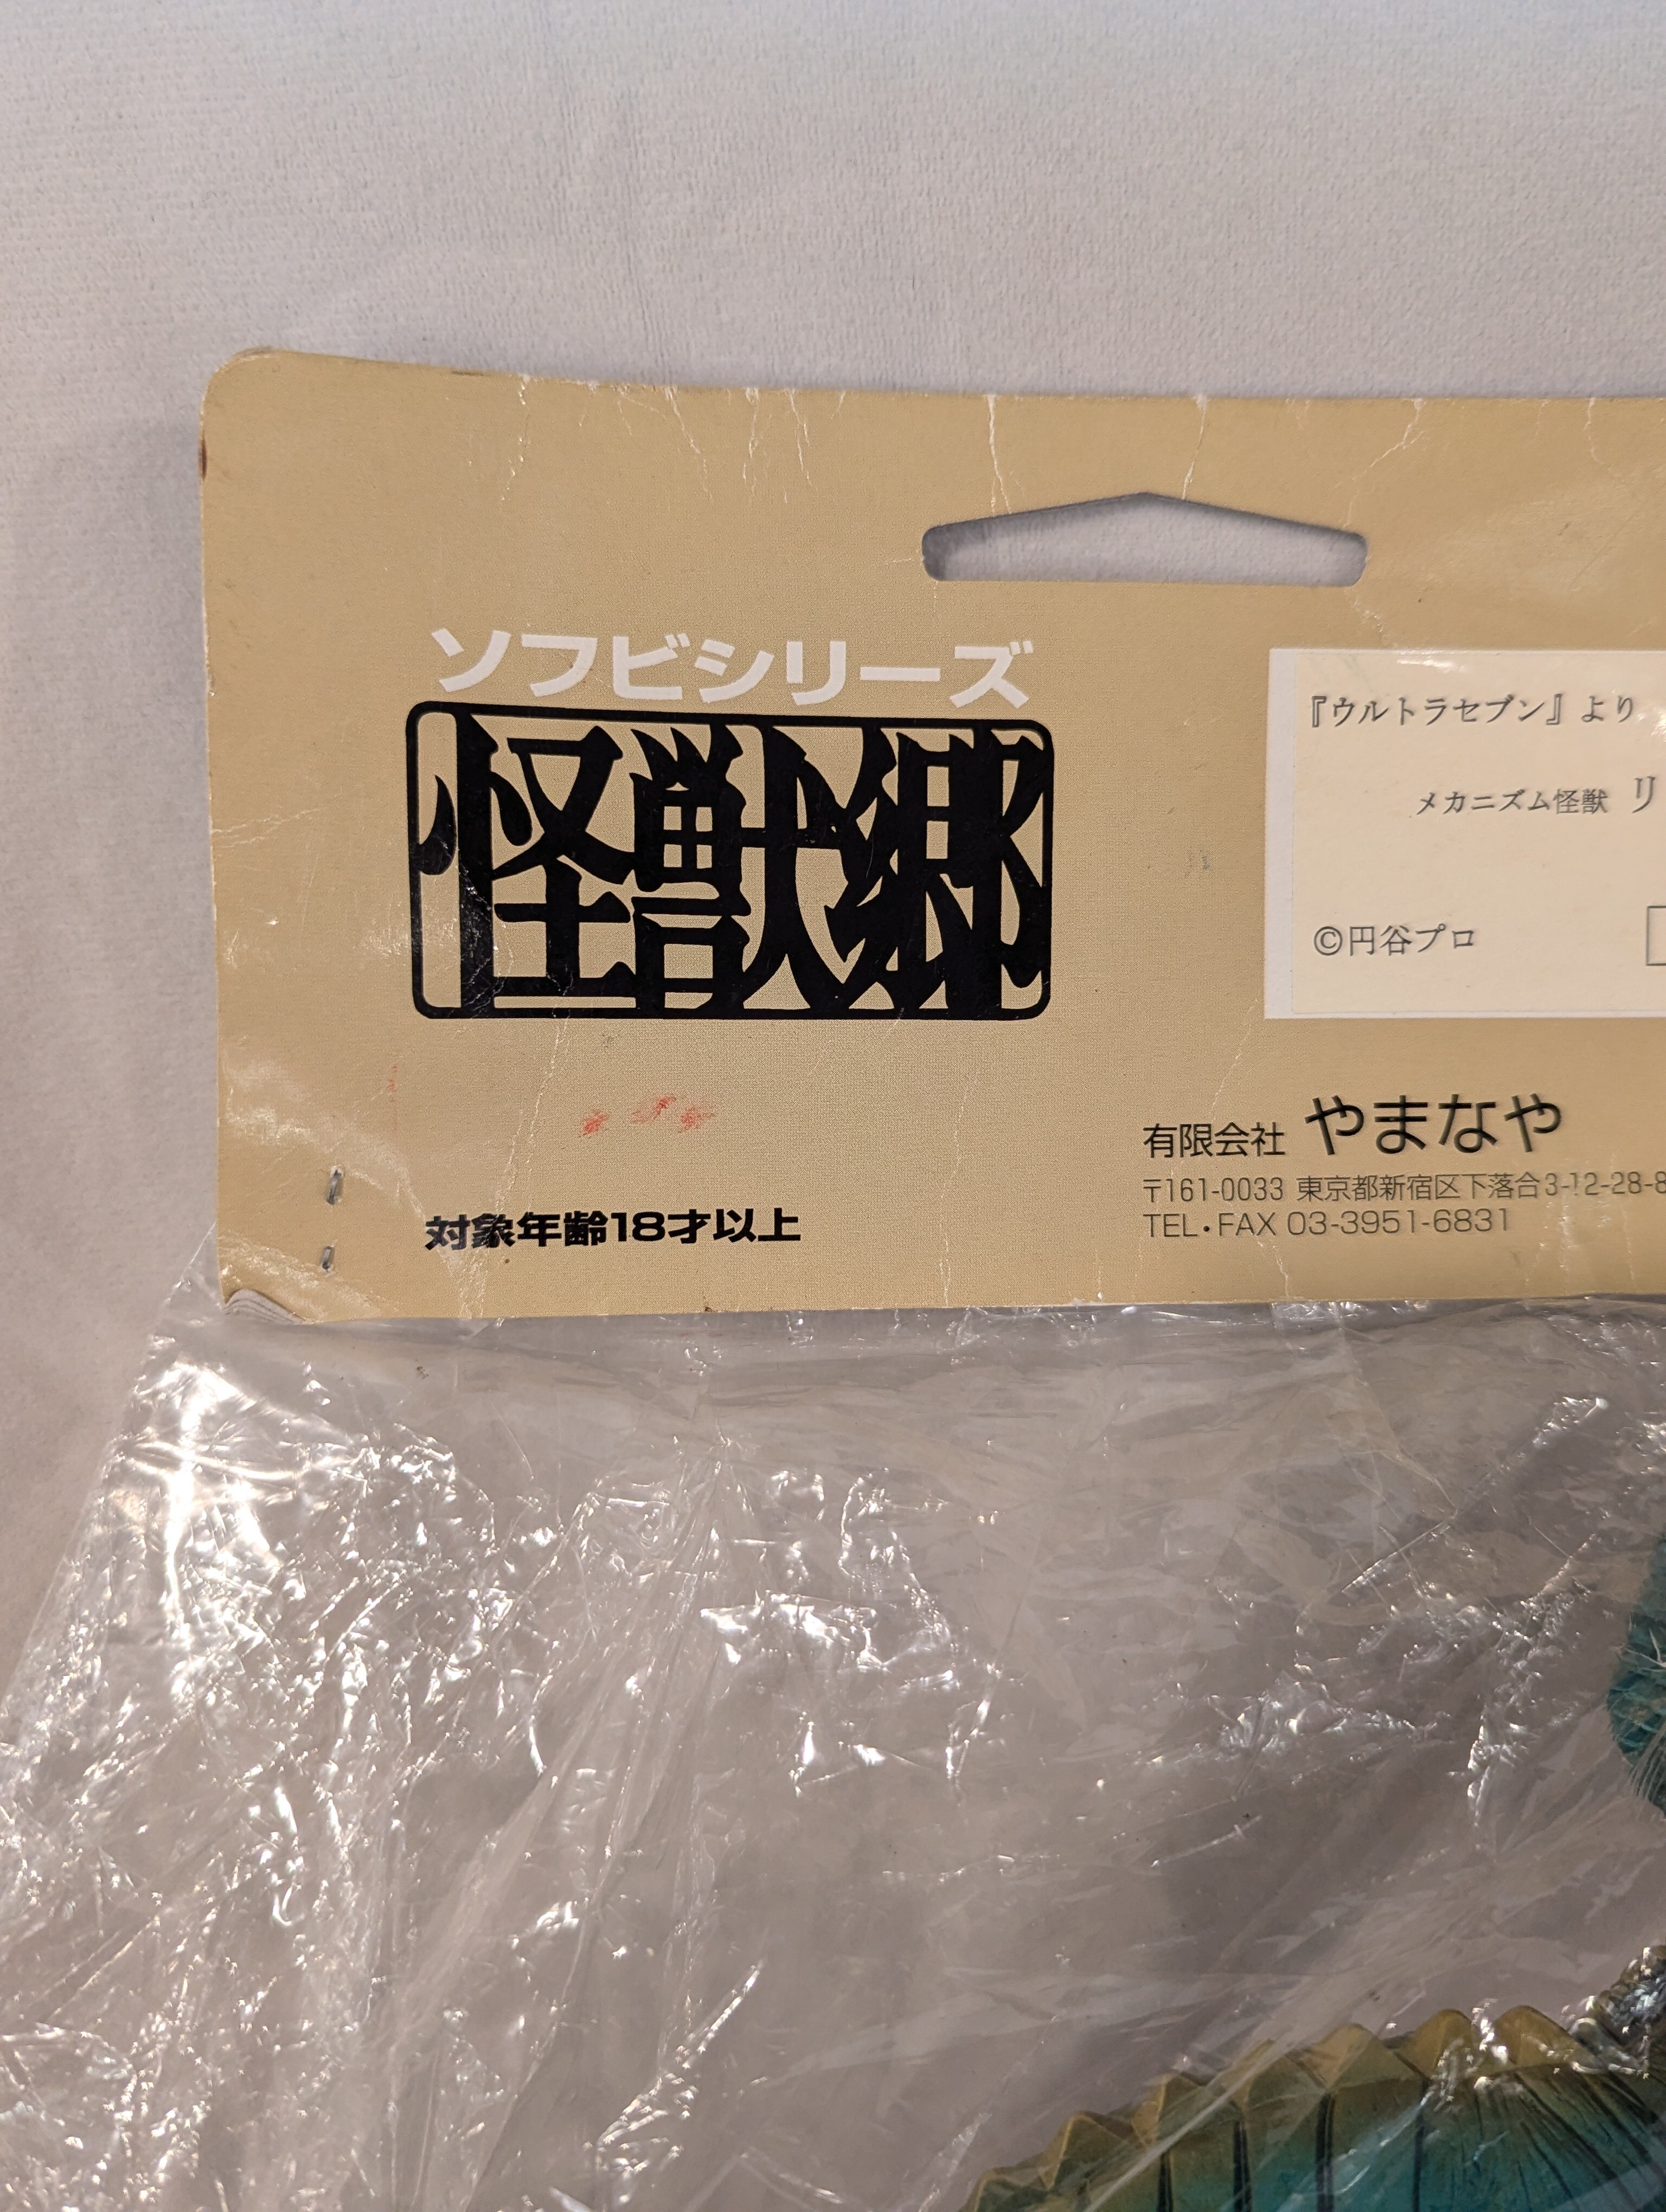 ソフビシリーズ
怪獣郷
『ウルトラセブン』より
メカニズム怪獣 リ
©円谷プロ
有限会社 やまなや
〒161-0033 東京都新宿区下落合3-12-28-8
TEL・FAX 03-3951-6831
対象年齢18才以上